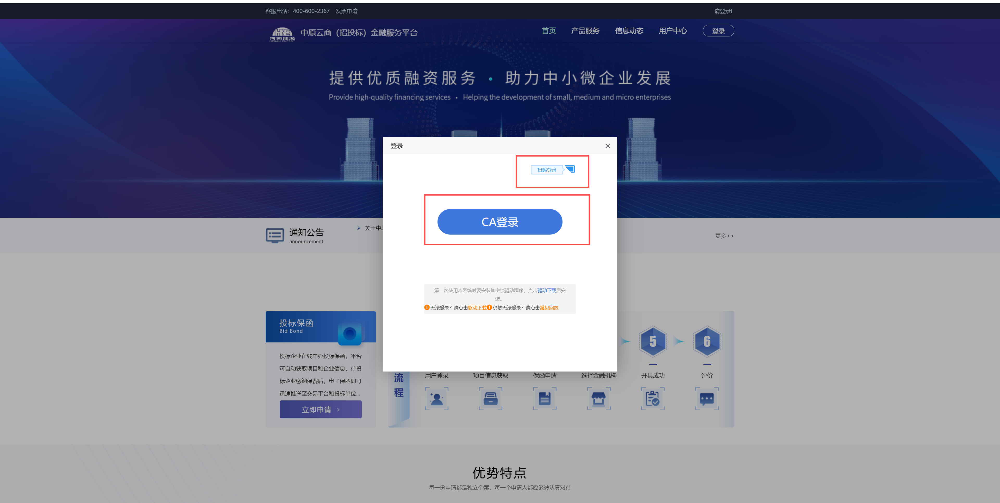 客服电话：400-600-2367 发票申请
请登录!
河南能源
HENAN ENERGY
中原云商（招投标）金融服务平台
首页 产品服务 信息动态 用户中心 登录
提供优质融资服务 · 助力中小微企业发展
Provide high-quality financing services · Helping the development of small, medium and micro enterprises
登录
扫码登录
CA登录
第一次使用本系统时要安装加密锁驱动程序，点击驱动下载后安
装。
无法登录？请点击驱动下载 仍然无法登录？请点击常见问题
通知公告
announcement
关于中
更多>>
投标保函
Bid Bond
投标企业在线申办投标保函，平台
可自动获取项目和企业信息，待投
标企业缴纳保费后，电子保函即可
迅速推送至交易平台和投标单位...
立即申请 >
流
程
5
6
用户登录 项目信息获取 保函申请 选择金融机构 开具成功 评价
优势特点
每一份申请都是独立个案，每一个申请人都应该被认真对待